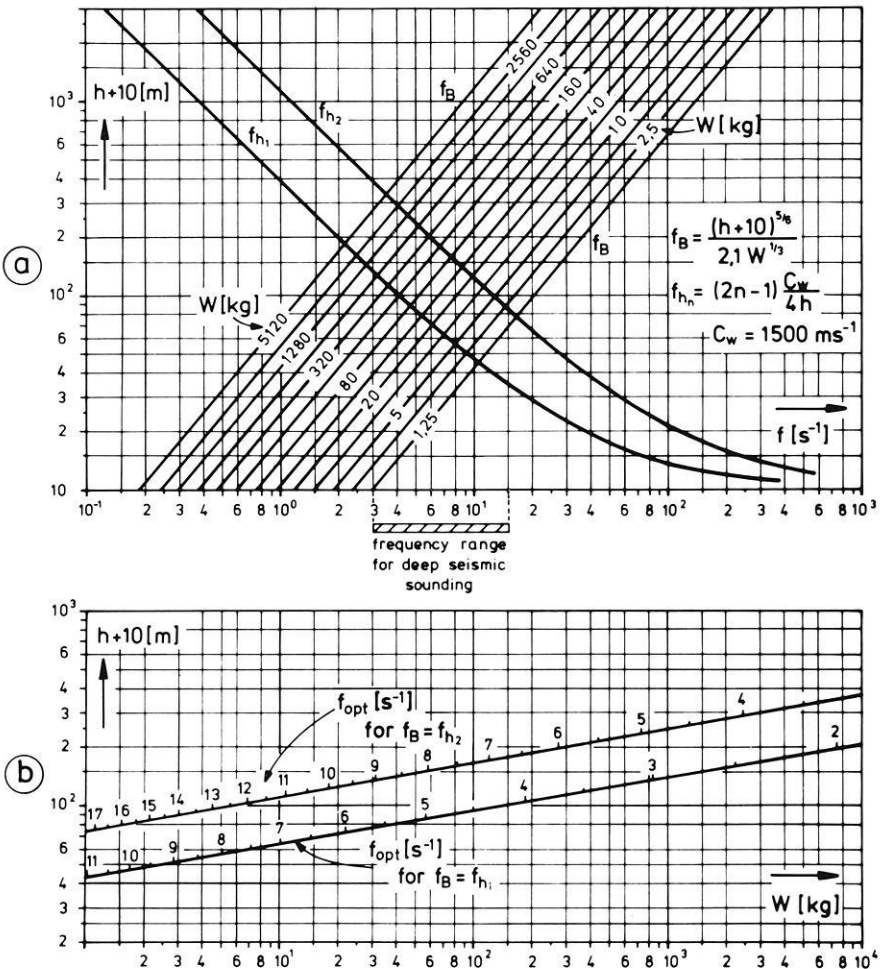 10³
h+10 [m]
6
4
3
2
10²
6
4
3
2
10
f_h₁
f_h₂
f_B
2560
640
160
40
10
2,5
W [kg]
f_B
f_B = (h+10)^5/6 / 2,1 W^1/3
f_hₙ = (2n-1) C_w / 4h
C_w = 1500 ms⁻¹
a
W [kg]
5120
1280
320
80
20
5
1,25
f [s⁻¹]
10⁻¹ 2 3 4 6 8 10⁰ 2 3 4 6 8 10¹ 2 3 4 6 8 10² 2 3 4 6 8 10³
frequency range
for deep seismic
sounding
10³
h+10 [m]
6
4
3
2
10²
6
4
3
2
f_opt [s⁻¹]
for f_B = f_h₂
17 16 15 14 13 12 11 10 9 8 7 6 5 4
b
11 10 9 8 7 6 5 4 3 2
f_opt [s⁻¹]
for f_B = f_h₁
W [kg]
2 3 4 6 8 10¹ 2 3 4 6 8 10² 2 3 4 6 8 10³ 2 3 4 6 8 10⁴